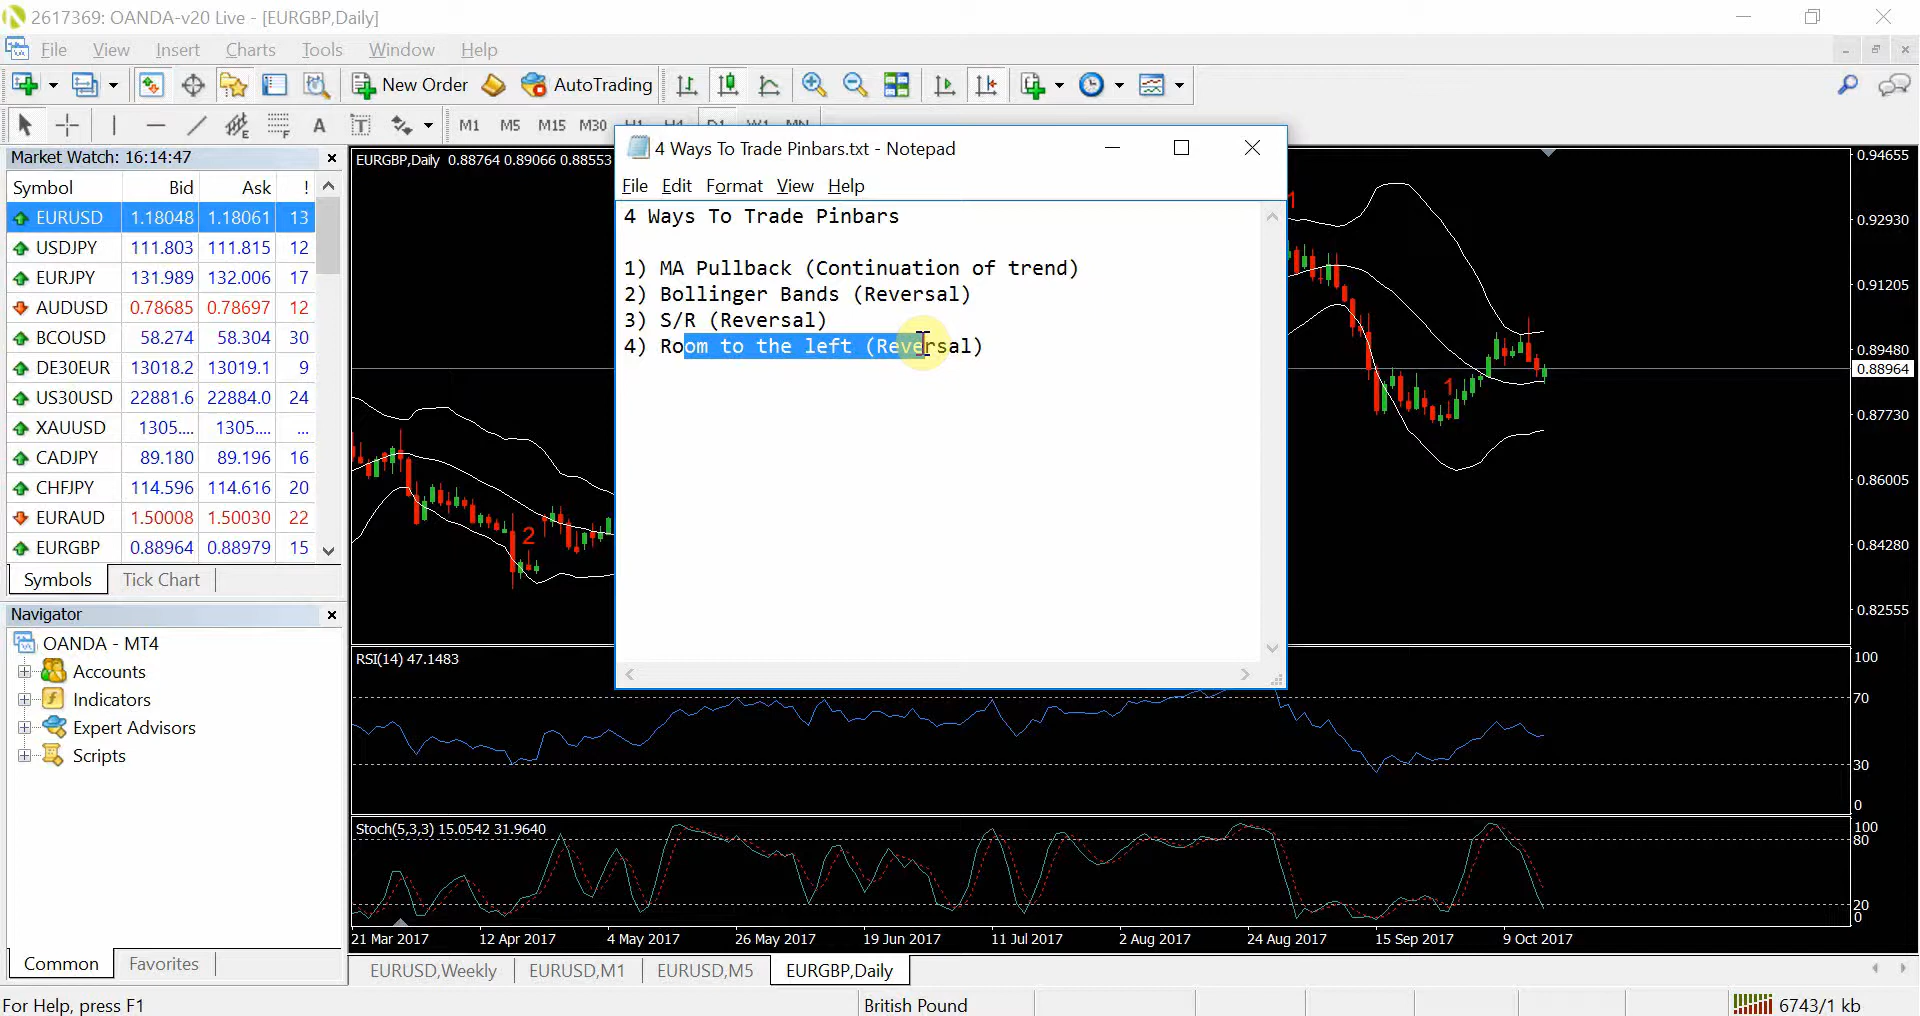 2617369: OANDA-v20 Live - [EURGBP,Daily]
File View Insert Charts Tools Window Help
New Order AutoTrading
M1 M5 M15 M30
Market Watch: 16:14:47
Symbol Bid Ask !
EURUSD 1.18048 1.18061 13
USDJPY 111.803 111.815 12
EURJPY 131.989 132.006 17
AUDUSD 0.78685 0.78697 12
BCOUSD 58.274 58.304 30
DE30EUR 13018.2 13019.1 9
US30USD 22881.6 22884.0 24
XAUUSD 1305.... 1305.... ...
CADJPY 89.180 89.196 16
CHFJPY 114.596 114.616 20
EURAUD 1.50008 1.50030 22
EURGBP 0.88964 0.88979 15
Symbols Tick Chart
Navigator
OANDA - MT4
Accounts
Indicators
Expert Advisors
Scripts
Common Favorites
EURGBP,Daily 0.88764 0.89066 0.88553
4 Ways To Trade Pinbars.txt - Notepad
File Edit Format View Help
4 Ways To Trade Pinbars
1) MA Pullback (Continuation of trend)
2) Bollinger Bands (Reversal)
3) S/R (Reversal)
4) Room to the left (Reversal)
2
1
1
0.94655
0.92930
0.91205
0.89480
0.88964
0.87730
0.86005
0.84280
0.82555
RSI(14) 47.1483
100
70
30
0
Stoch(5,3,3) 15.0542 31.9640
100
80
20
0
21 Mar 2017 12 Apr 2017 4 May 2017 26 May 2017 19 Jun 2017 11 Jul 2017 2 Aug 2017 24 Aug 2017 15 Sep 2017 9 Oct 2017
EURUSD,Weekly EURUSD,M1 EURUSD,M5 EURGBP,Daily
For Help, press F1 British Pound 6743/1 kb